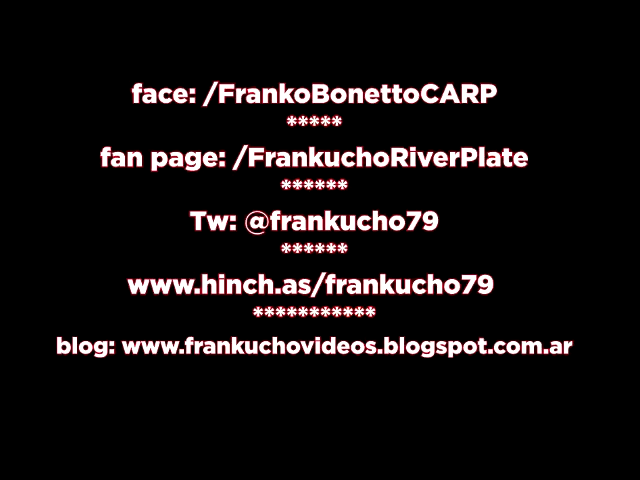 face: /FrankoBonettoCARP
*****
fan page: /FrankuchoRiverPlate
******
Tw: @frankucho79
******
www.hinch.as/frankucho79
***********
blog: www.frankuchovideos.blogspot.com.ar